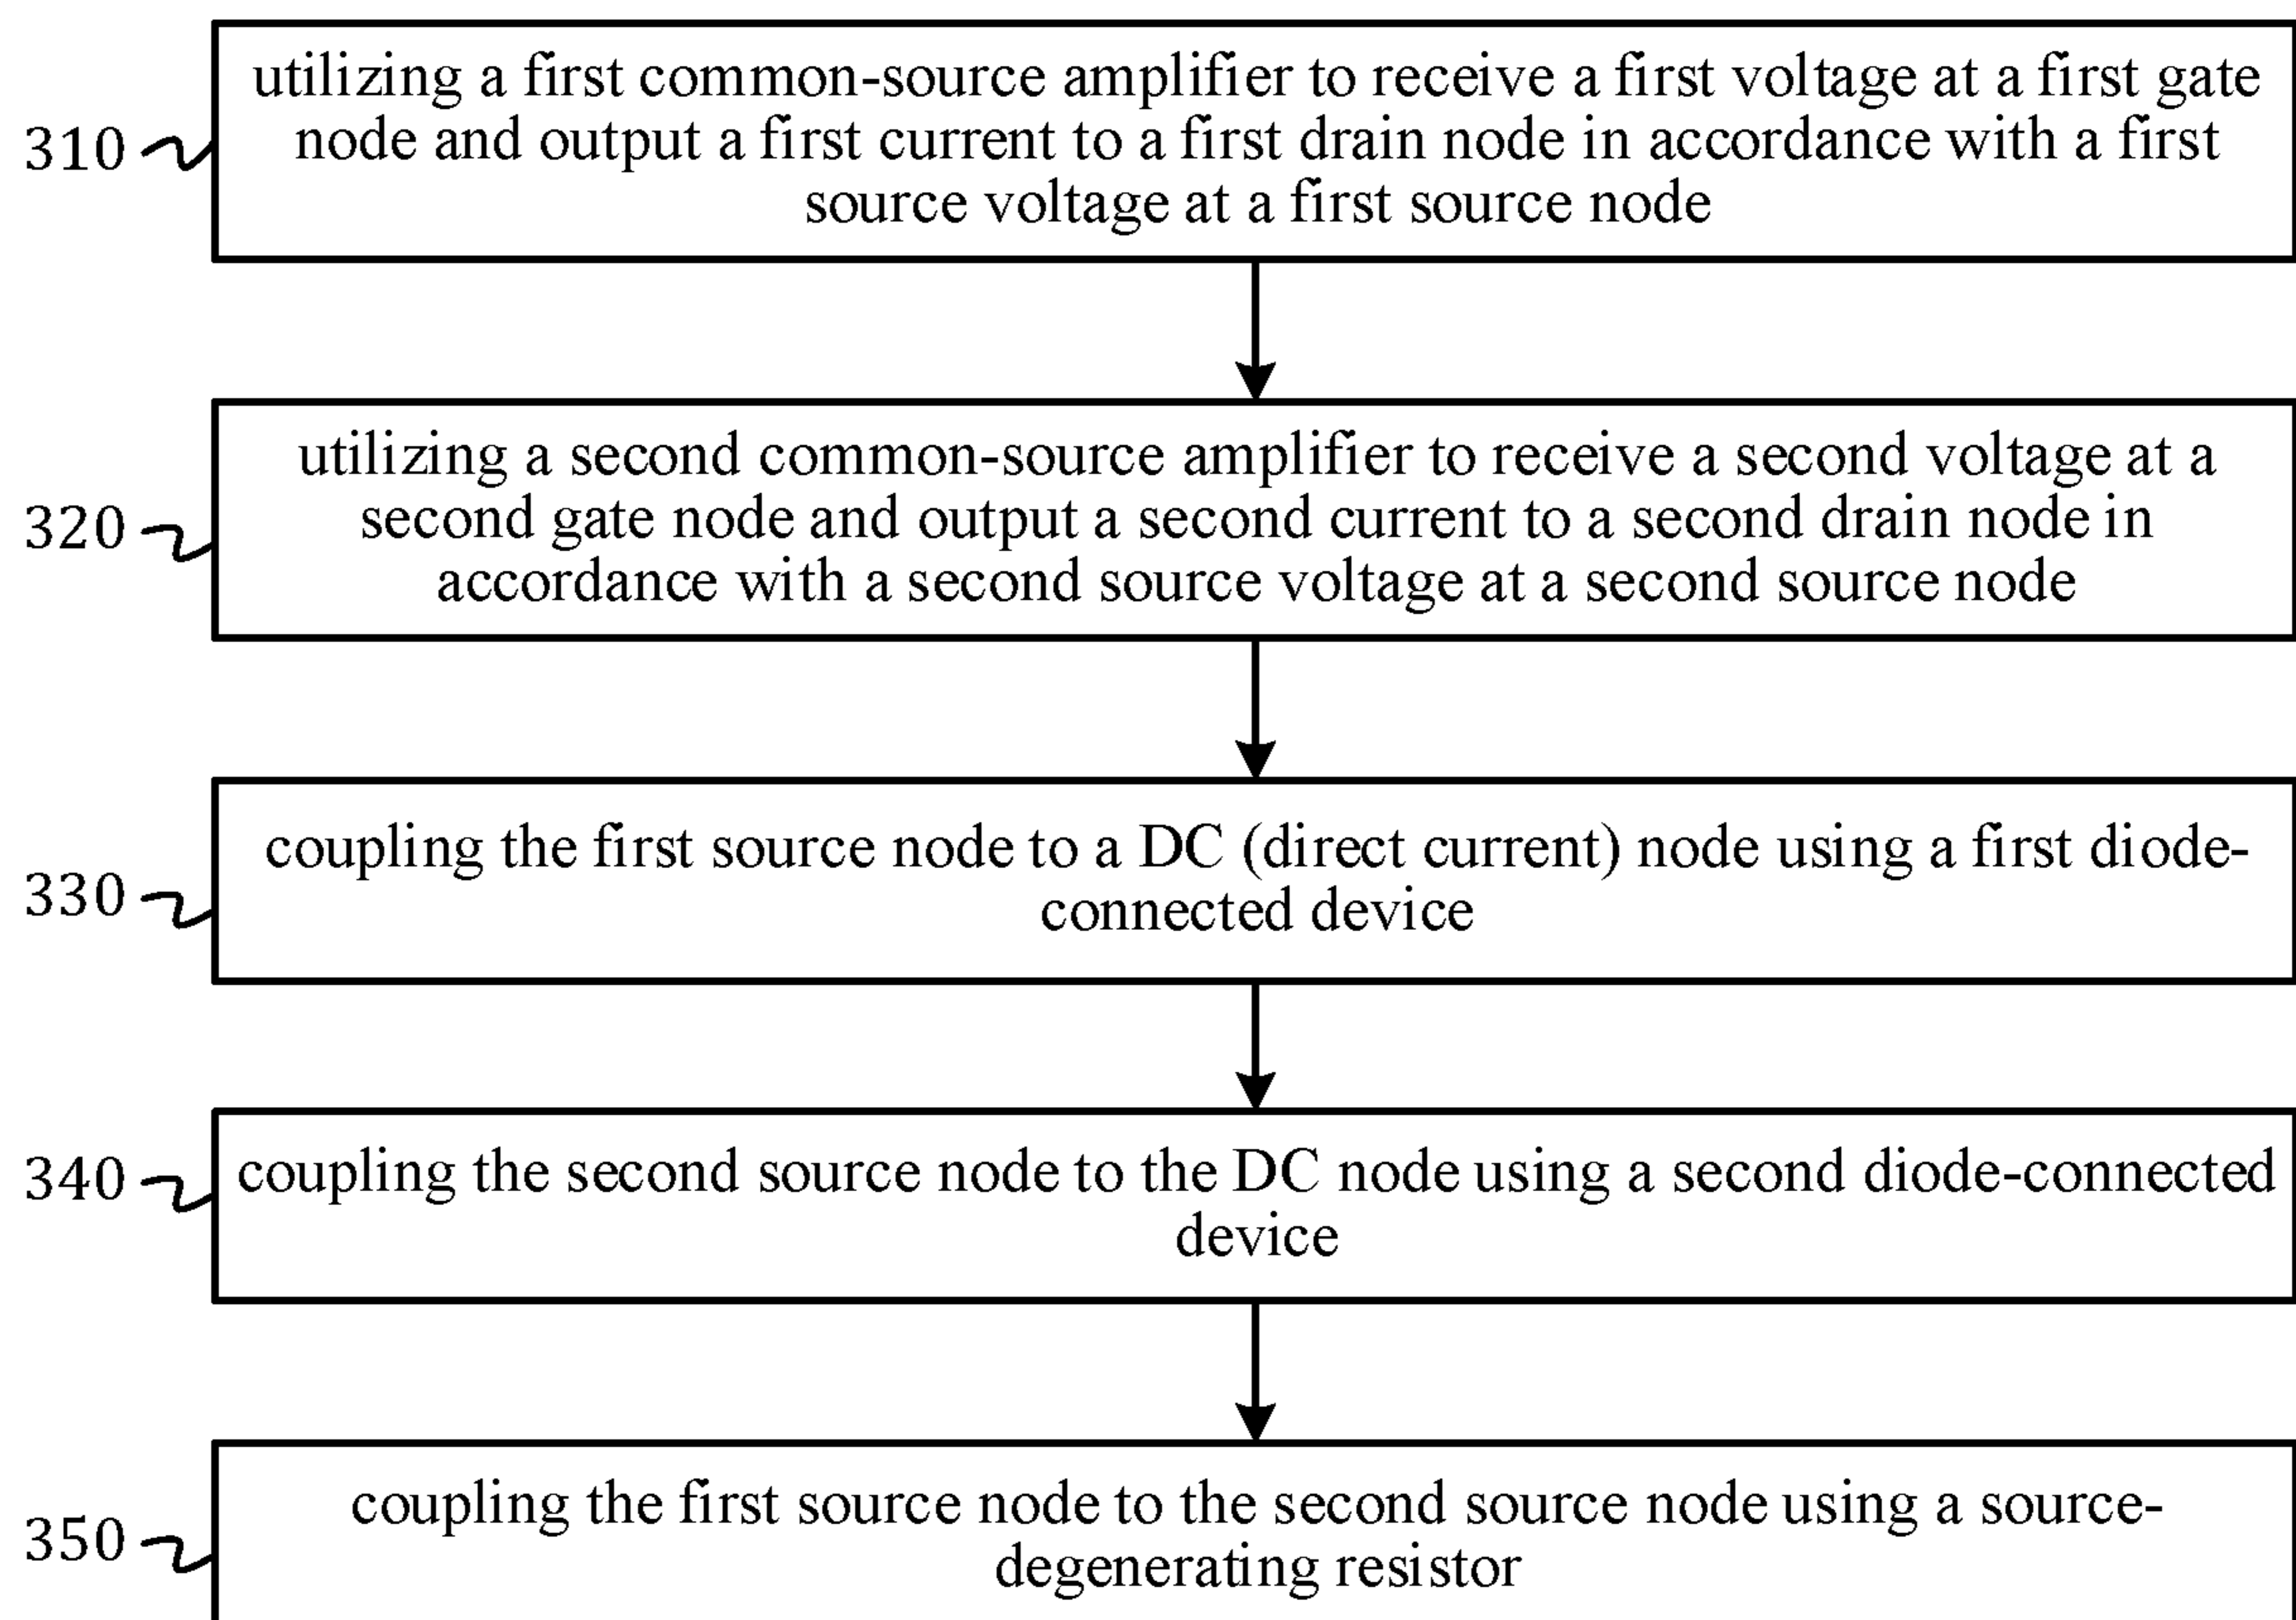 310
utilizing a first common-source amplifier to receive a first voltage at a first gate
node and output a first current to a first drain node in accordance with a first
source voltage at a first source node
320
utilizing a second common-source amplifier to receive a second voltage at a
second gate node and output a second current to a second drain node in
accordance with a second source voltage at a second source node
330
coupling the first source node to a DC (direct current) node using a first diode-
connected device
340
coupling the second source node to the DC node using a second diode-connected
device
350
coupling the first source node to the second source node using a source-
degenerating resistor